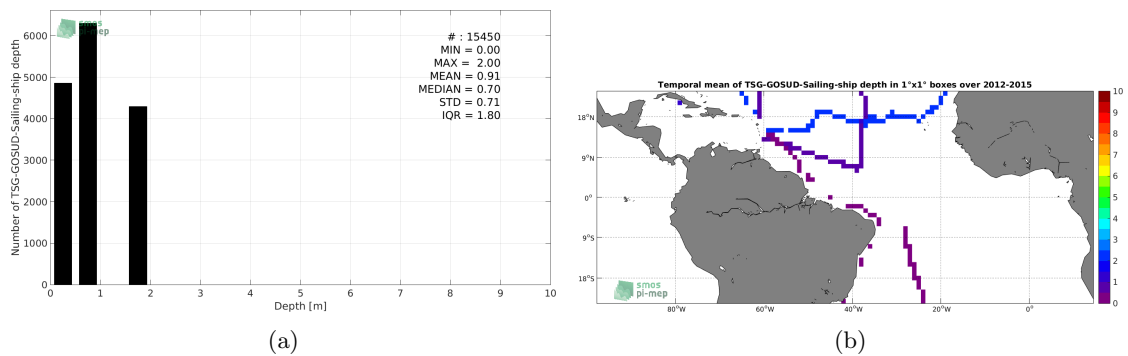 smos
pi-mep
# : 15450
MIN = 0.00
MAX = 2.00
MEAN = 0.91
MEDIAN = 0.70
STD = 0.71
IQR = 1.80
Number of TSG-GOSUD-Sailing-ship depth
6000
5000
4000
3000
2000
1000
0
0 1 2 3 4 5 6 7 8 9 10
Depth [m]
(a)
Temporal mean of TSG-GOSUD-Sailing-ship depth in 1°x1° boxes over 2012-2015
18°N
9°N
0°
9°S
18°S
80°W 60°W 40°W 20°W 0°
smos
pi-mep
10
9
8
7
6
5
4
3
2
1
0
(b)